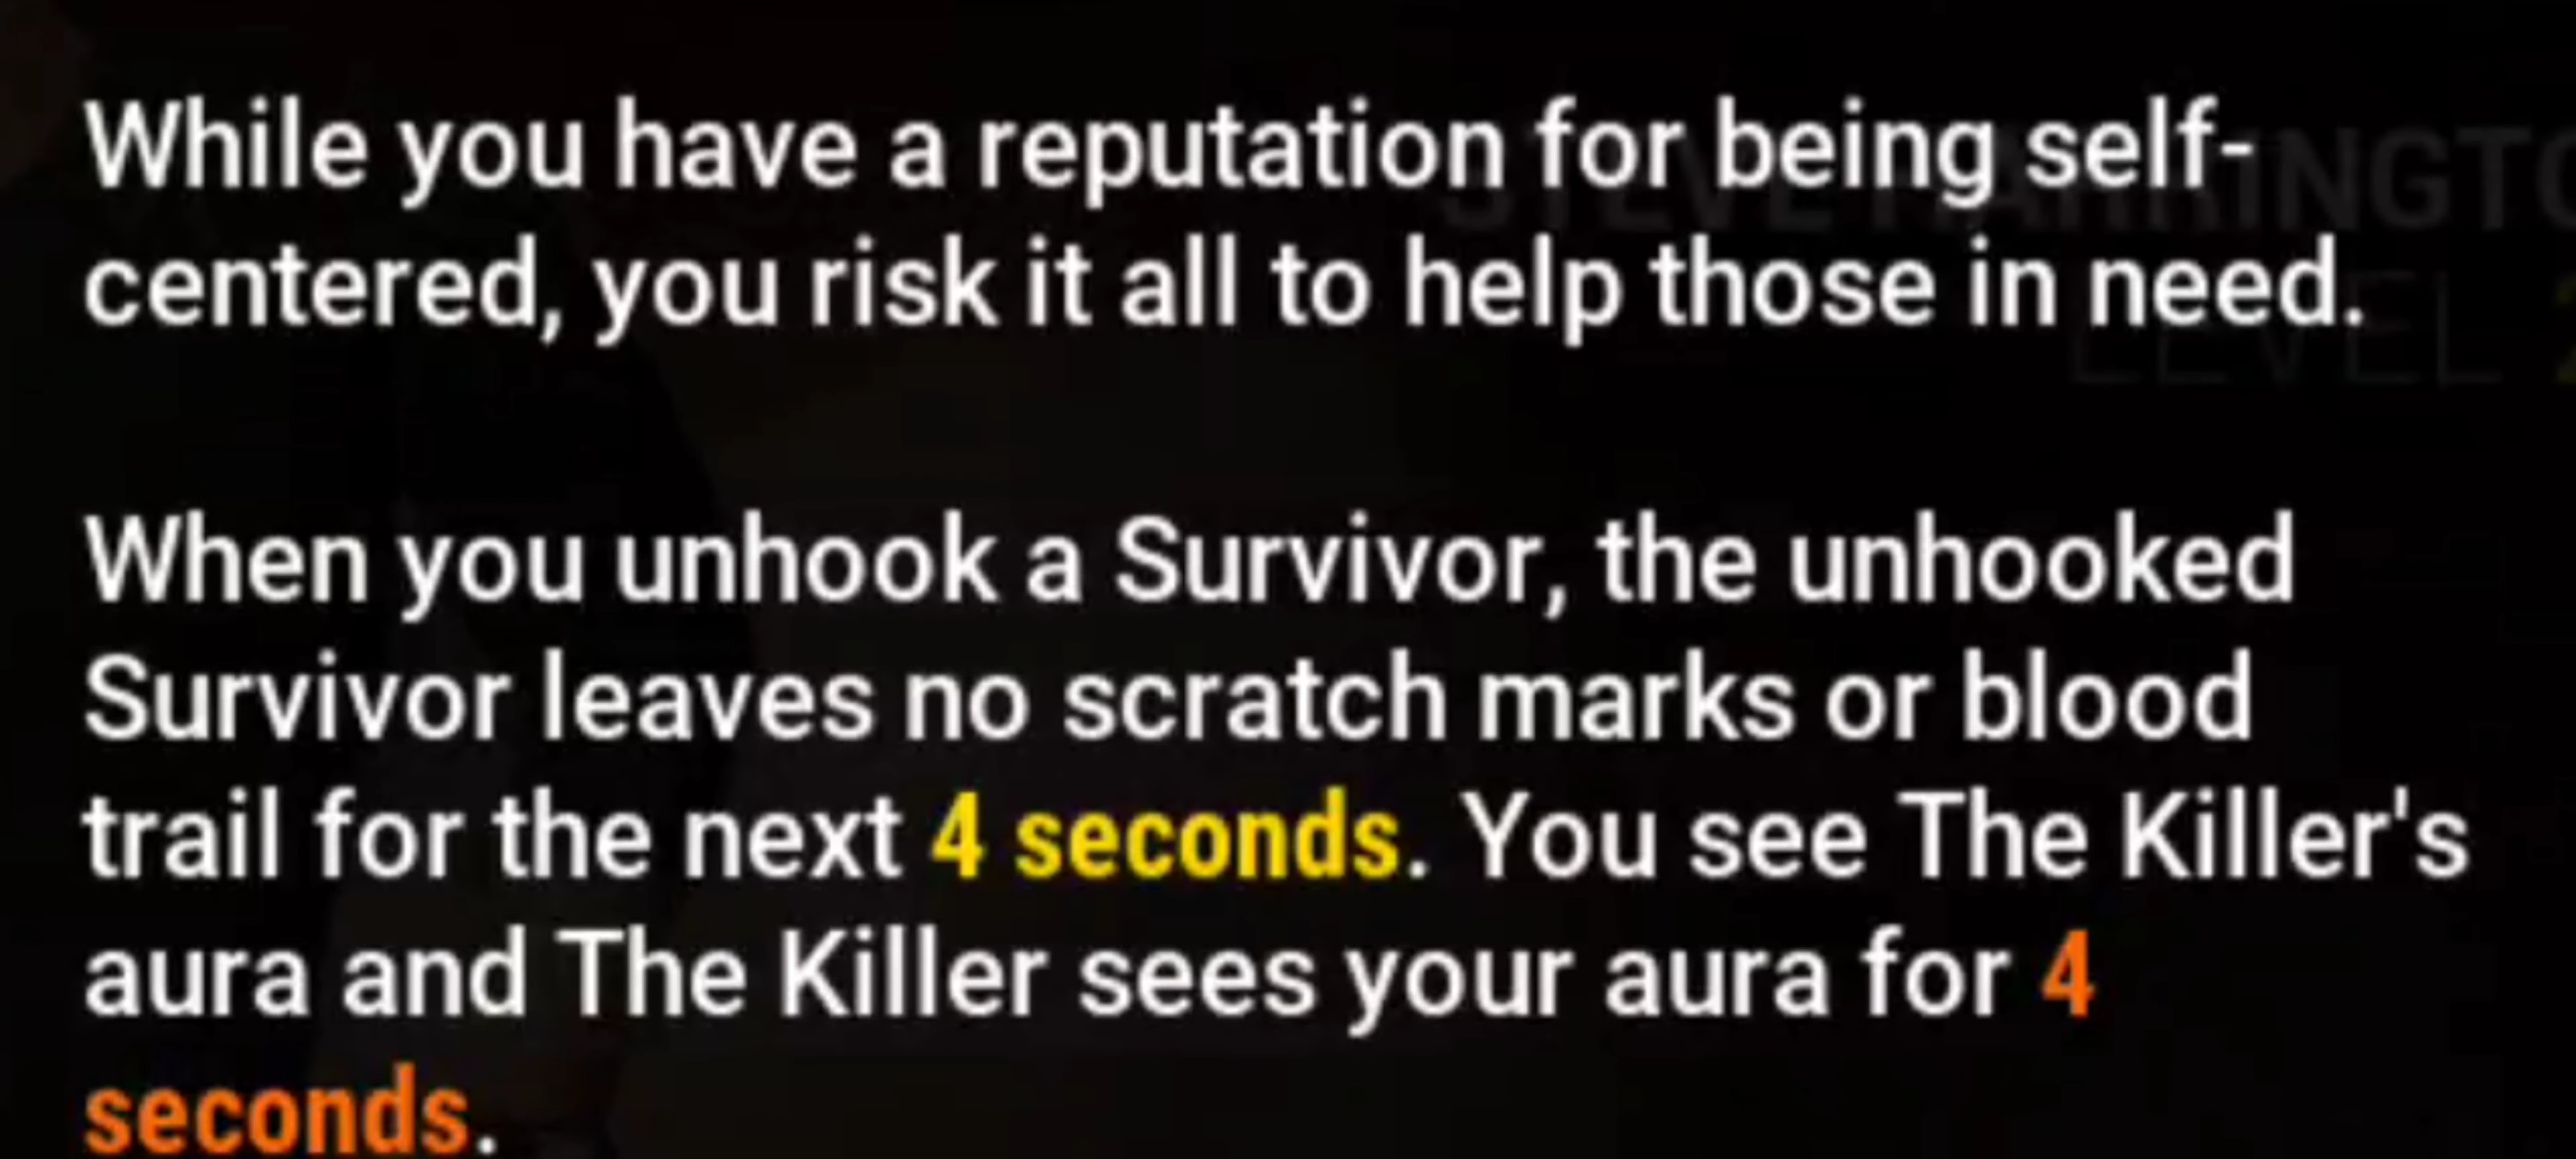 While you have a reputation for being self-
centered, you risk it all to help those in need.
When you unhook a Survivor, the unhooked
Survivor leaves no scratch marks or blood
trail for the next 4 seconds. You see The Killer's
aura and The Killer sees your aura for 4
seconds.
LEVEL